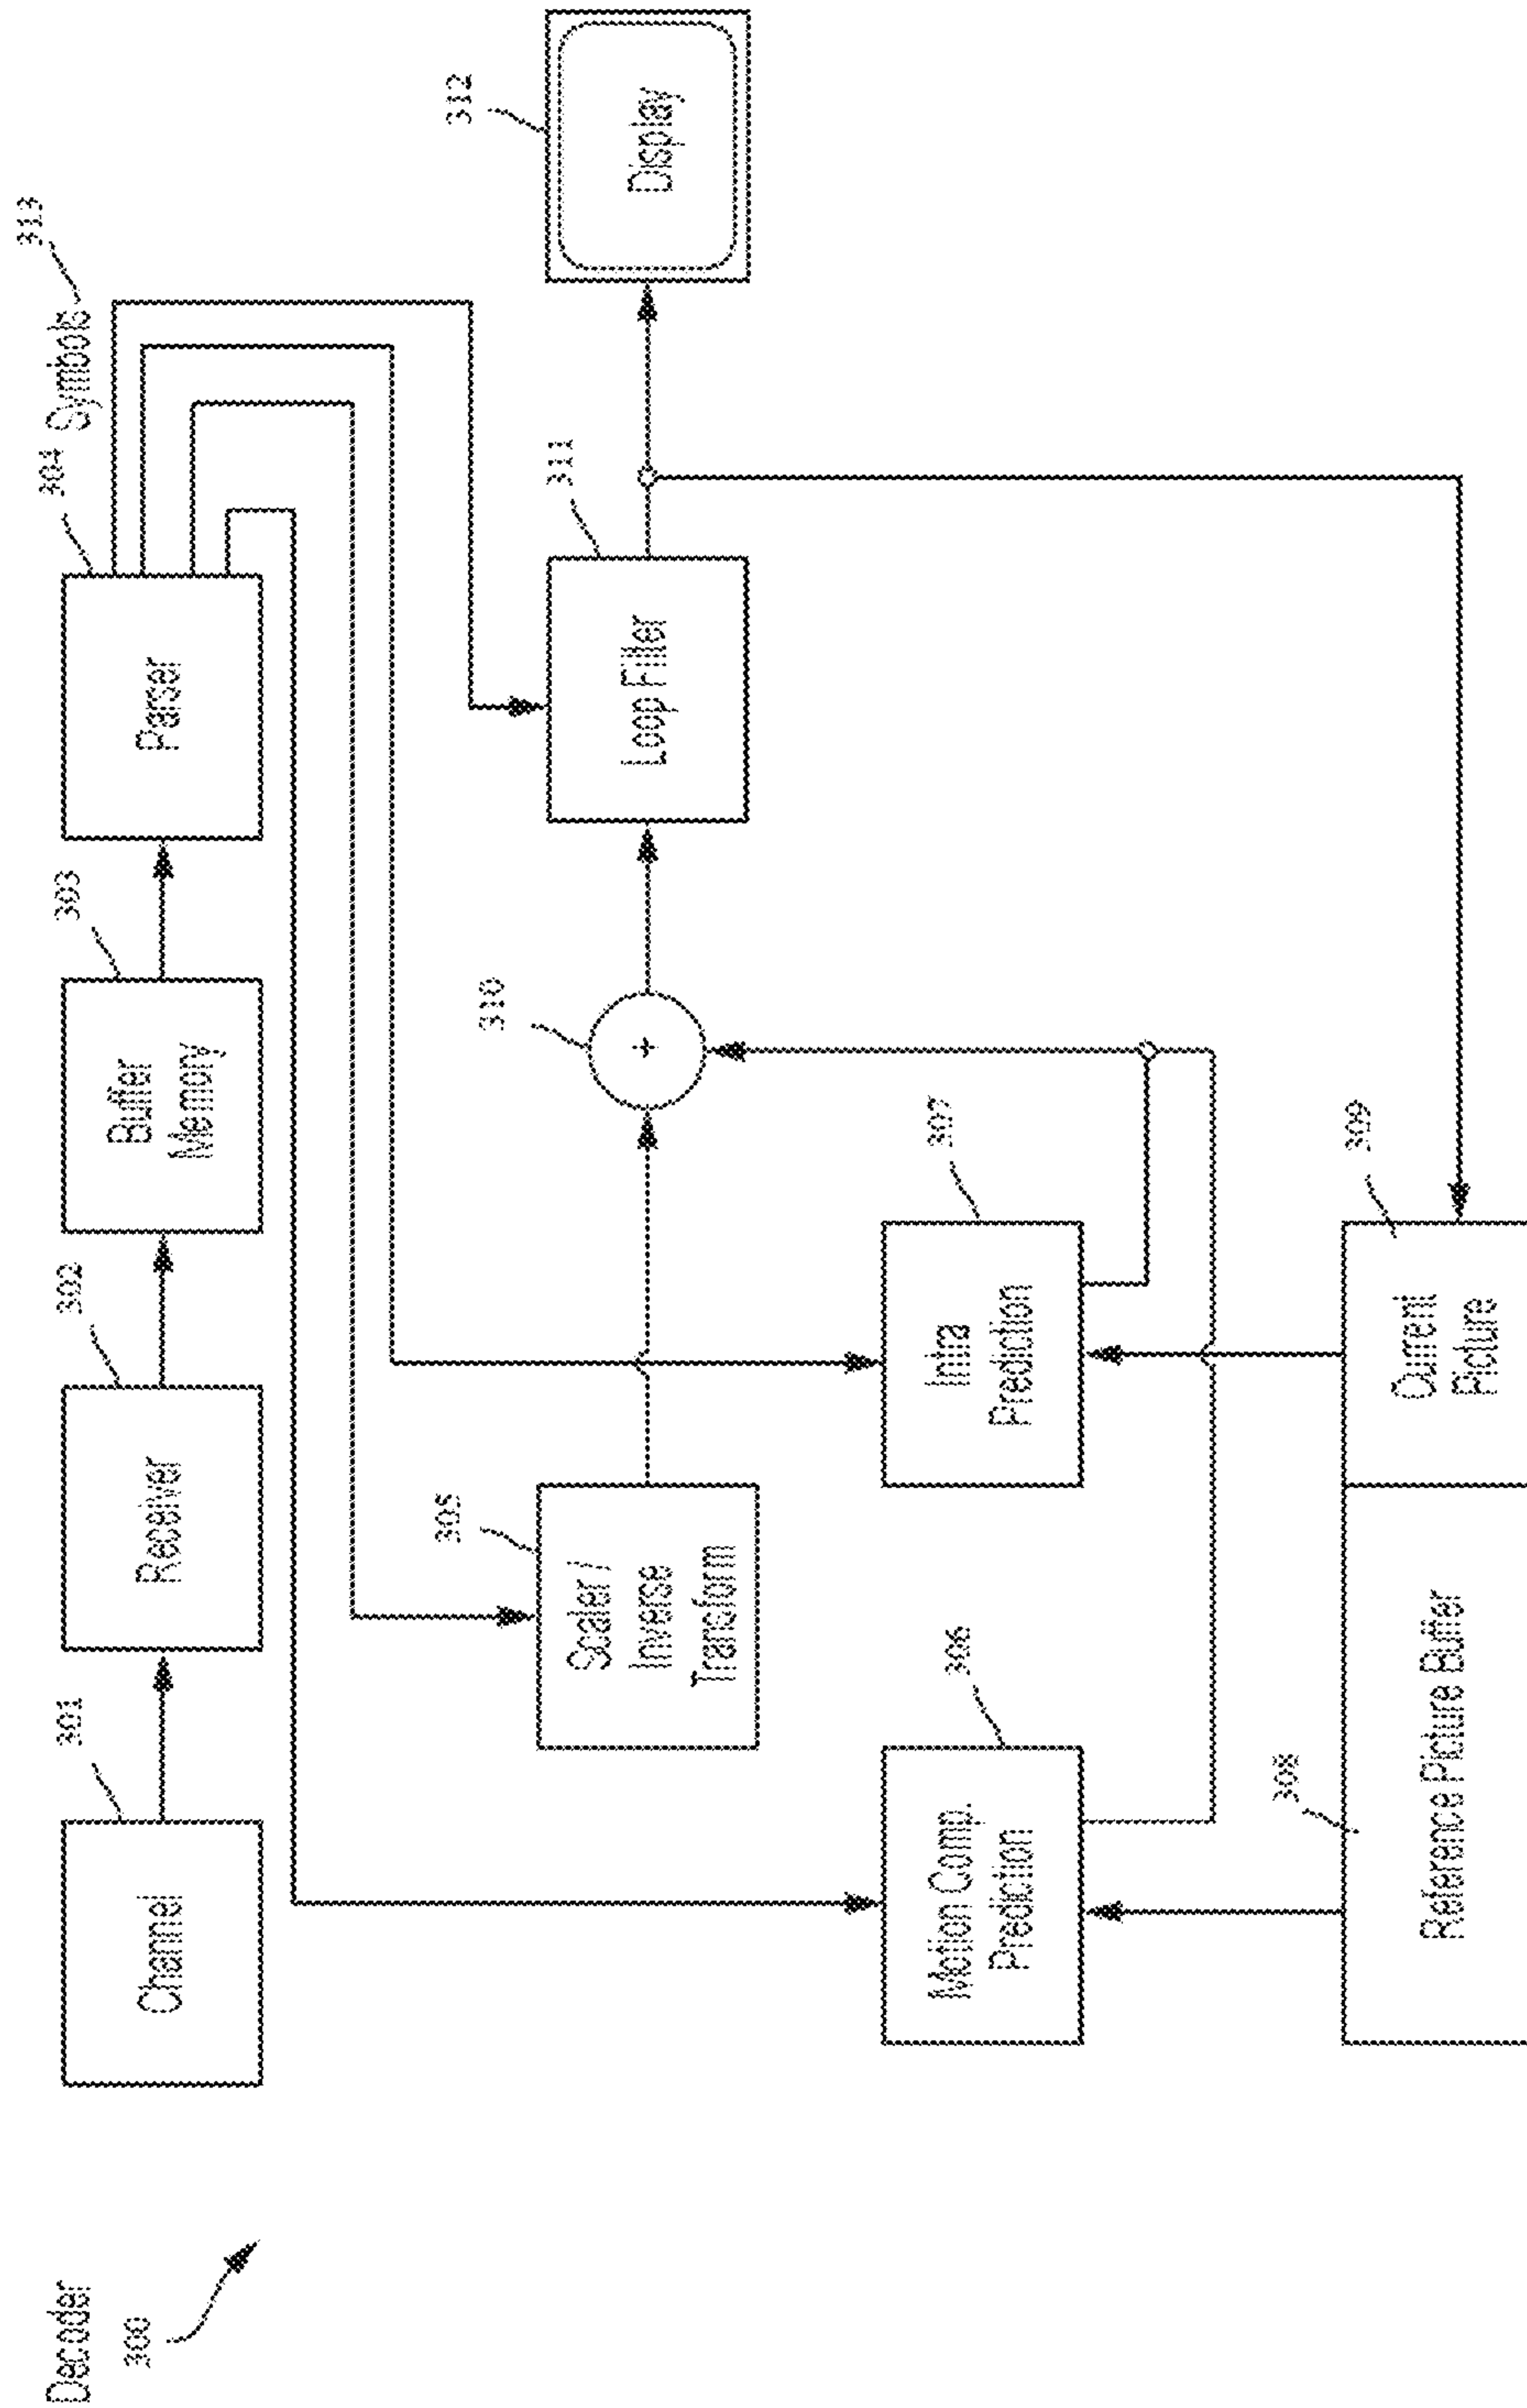 Decoder
300
Channel
301
Receiver
302
Buffer
Memory
303
Parser
304
Symbols
313
Scaler /
Inverse
Transform
305
310
+
Loop Filter
311
Display
312
Motion Comp.
Prediction
306
Intra
Prediction
307
Reference Picture Buffer
308
Current
Picture
309